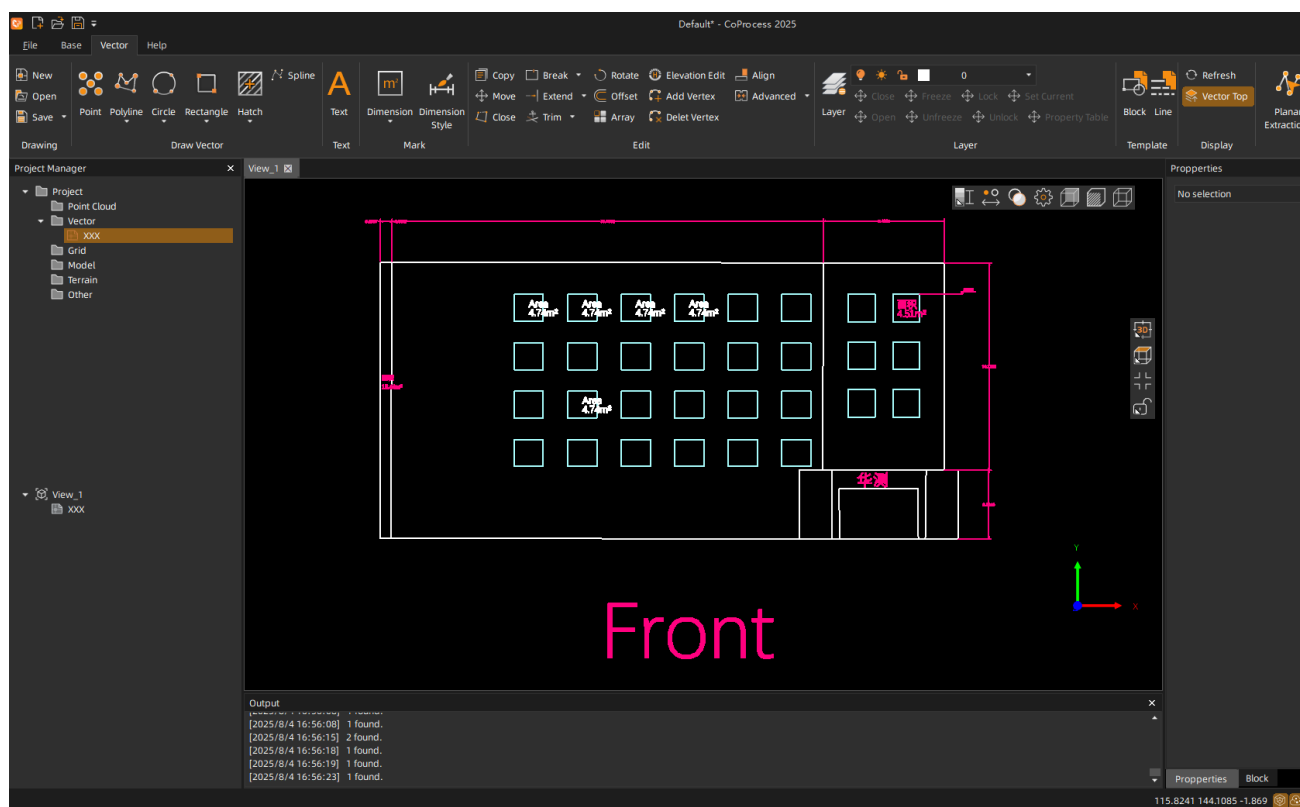 Default* - CoProcess 2025
File Base Vector Help
New
Open
Save
Drawing
Point Polyline Circle Rectangle Hatch
Spline
Draw Vector
Text
Text
m²
Dimension Dimension Style
Mark
Copy Break Rotate Elevation Edit Align
Move Extend Offset Add Vertex Advanced
Close Trim Array Delet Vertex
Edit
Layer
0
Close Freeze Lock Set Current
Open Unfreeze Unlock Property Table
Layer
Block Line
Template
Refresh
Vector Top
Display
Planar
Extractio
Project Manager
Project
Point Cloud
Vector
XXX
Grid
Model
Terrain
Other
View_1
XXX
View_1
3D
Area
4.74m²
Area
4.74m²
Area
4.74m²
Area
4.74m²
面积
4.51m²
Area
4.74m²
华测
Front
Y
X
Output
[2025/8/4 16:56:08] 1 found.
[2025/8/4 16:56:15] 2 found.
[2025/8/4 16:56:18] 1 found.
[2025/8/4 16:56:19] 1 found.
[2025/8/4 16:56:23] 1 found.
Propperties
No selection
Propperties Block
115.8241 144.1085 -1.869